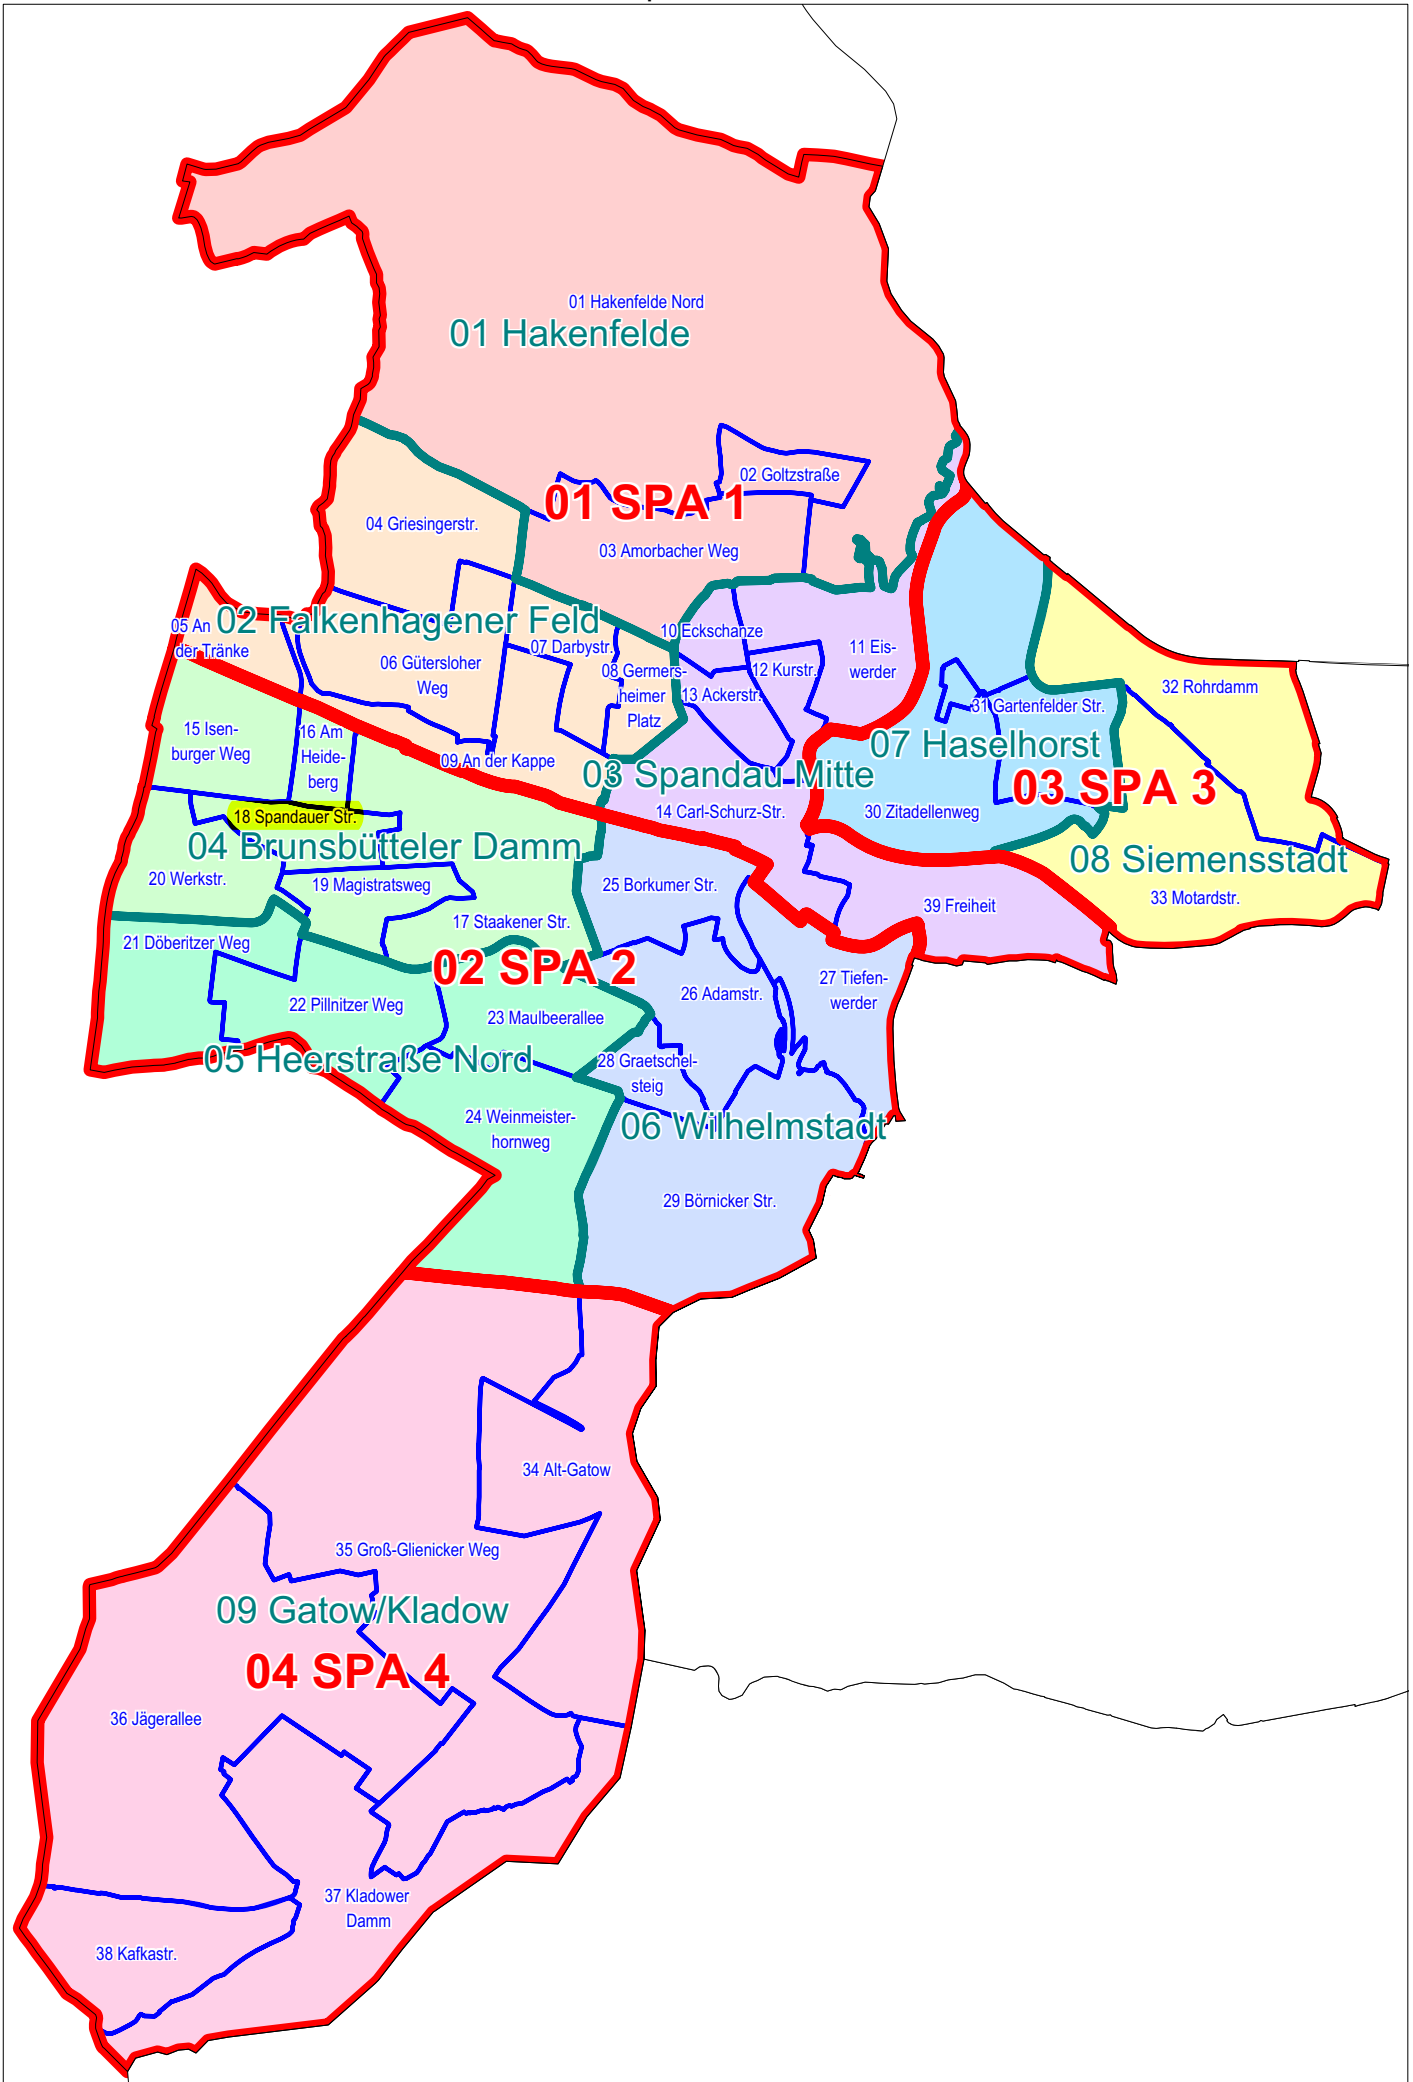 01 Hakenfelde Nord
01 Hakenfelde
02 Goltzstraße
01 SPA 1
04 Griesingerstr.
03 Amorbacher Weg
02 Falkenhagener Feld
05 An
der Tränke
06 Gütersloher
Weg
07 Darbystr.
08 Germers-
heimer
Platz
09 An der Kappe
10 Eckschanze
11 Eis-
werder
12 Kurstr.
13 Ackerstr.
03 Spandau Mitte
14 Carl-Schurz-Str.
32 Rohrdamm
31 Gartenfelder Str.
07 Haselhorst
03 SPA 3
30 Zitadellenweg
08 Siemensstadt
33 Motardstr.
39 Freiheit
15 Isen-
burger Weg
16 Am
Heide-
berg
18 Spandauer Str.
04 Brunsbütteler Damm
20 Werkstr.
19 Magistratsweg
17 Staakener Str.
25 Borkumer Str.
21 Döberitzer Weg
02 SPA 2
22 Pillnitzer Weg
23 Maulbeerallee
26 Adamstr.
27 Tiefen-
werder
05 Heerstraße Nord
28 Graetschel-
steig
24 Weinmeister-
hornweg
06 Wilhelmstadt
29 Börnicker Str.
34 Alt-Gatow
35 Groß-Glienicker Weg
09 Gatow/Kladow
04 SPA 4
36 Jägerallee
37 Kladower
Damm
38 Kafkastr.